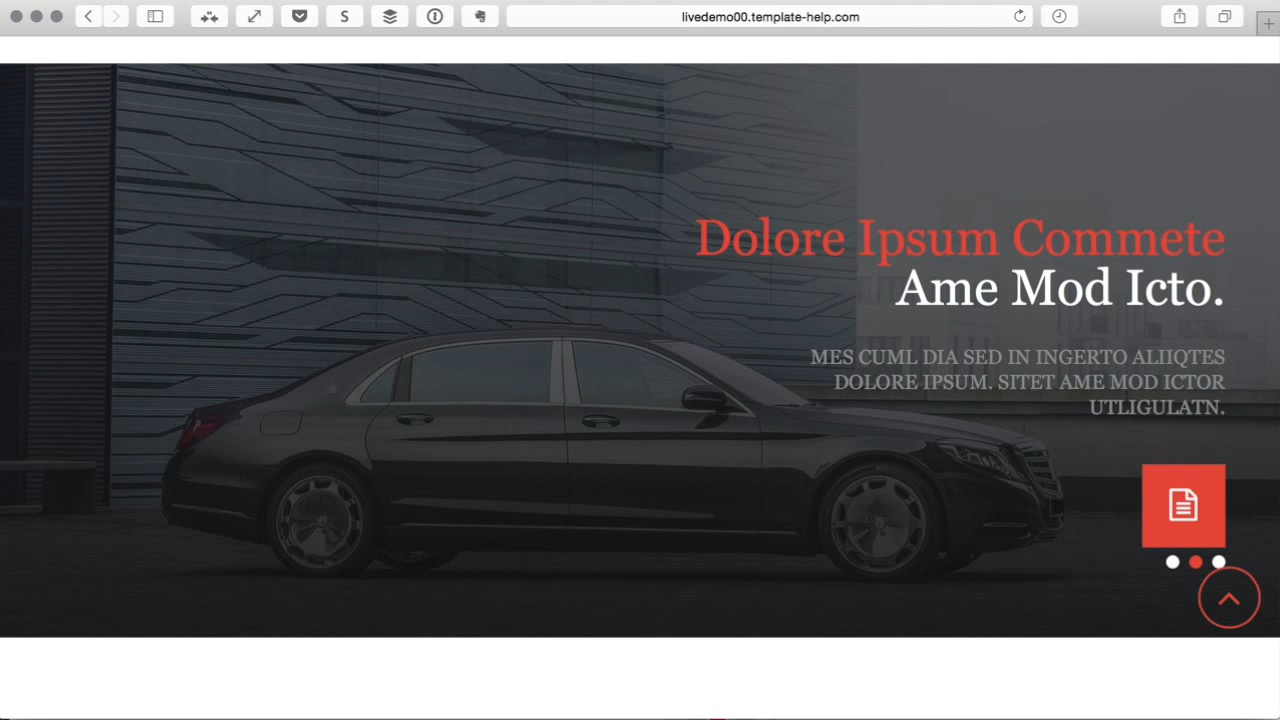 S
livedemo00.template-help.com
Dolore Ipsum Commete
Ame Mod Icto.
MES CUML DIA SED IN INGERTO ALIIQTES
DOLORE IPSUM. SITET AME MOD ICTOR
UTLIGULATN.